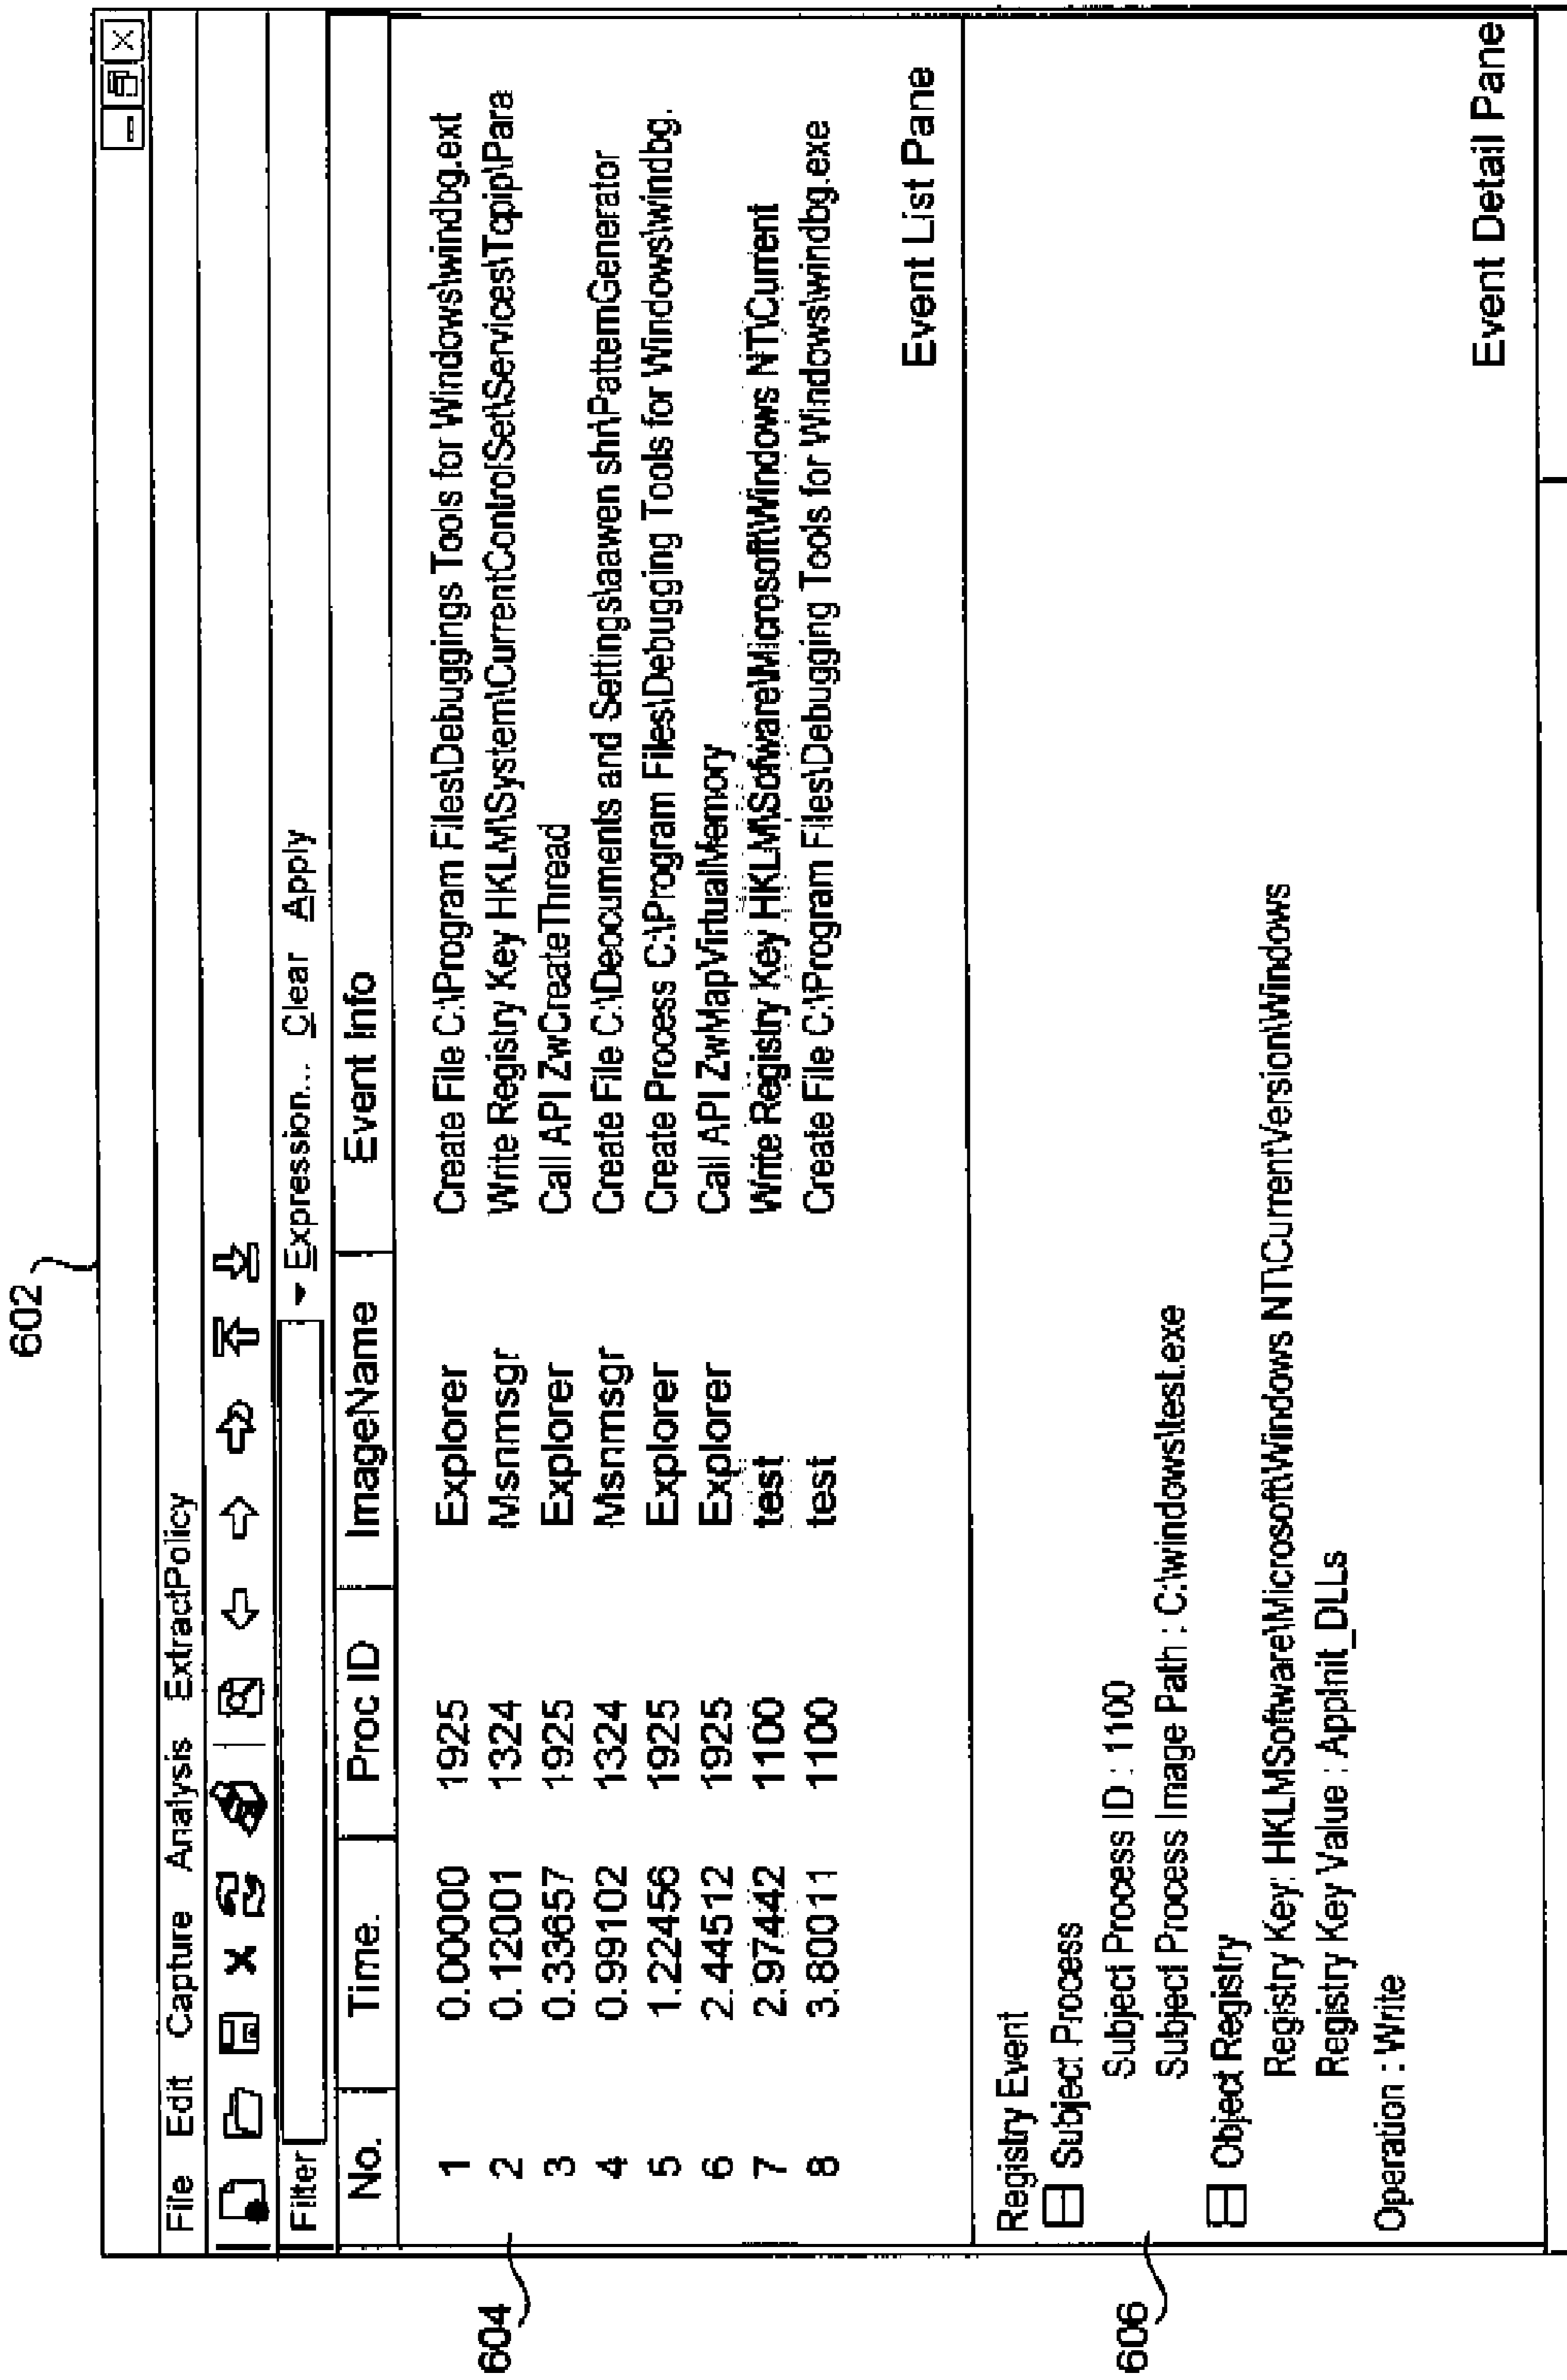 602
File Edit Capture Analysis ExtractPolicy
Filter Expression... Clear Apply
No. Time. Proc ID ImageName Event Info
1 0.00000 1925 Explorer Create File C:\Program Files\Debuggings Tools for Windows\windbg.ext
2 0.12001 1324 Msnmsgr Write Registry Key HKLM\System\CurrentControlSet\Services\Tcpip\Para
3 0.33657 1925 Explorer Call API ZwCreateThread
4 0.99102 1324 Msnmsgr Create File C:\Deocuments and Settings\aawen shr\PatternGenerator
5 1.22456 1925 Explorer Create Process C:\Program Files\Debugging Tools for Windows\windbg.
6 2.44512 1925 Explorer Call API ZwMapVirtualMemory
7 2.97442 1100 test Write Registry Key HKLM\Sofware\Microsoft\Windows NT\Current
8 3.80011 1100 test Create File C:\Program Files\Debugging Tools for Windows\windbg.exe
604
Event List Pane
Registry Event
Subject Process
Subject Process ID : 1100
Subject Process Image Path : C:\windows\test.exe
606
Object Registry
Registry Key: HKLMSoftware\Microsoft\Windows NT\CurrentVersion\Windows
Registry Key Value : AppInit_DLLs
Operation : Write
Event Detail Pane